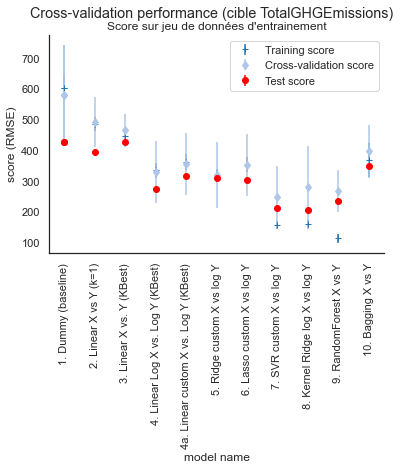 Cross-validation performance (cible TotalGHGEmissions)
Score sur jeu de données d'entrainement
Training score
Cross-validation score
Test score
score (RMSE)
700
600
500
400
300
200
100
1. Dummy (baseline)
2. Linear X vs Y (k=1)
3. Linear X vs. Y (KBest)
4. Linear Log X vs. Log Y (KBest)
4a. Linear custom X vs. Log Y (KBest)
5. Ridge custom X vs log Y
6. Lasso custom X vs log Y
7. SVR custom X vs log Y
8. Kernel Ridge log X vs log Y
9. RandomForest X vs Y
10. Bagging X vs Y
model name